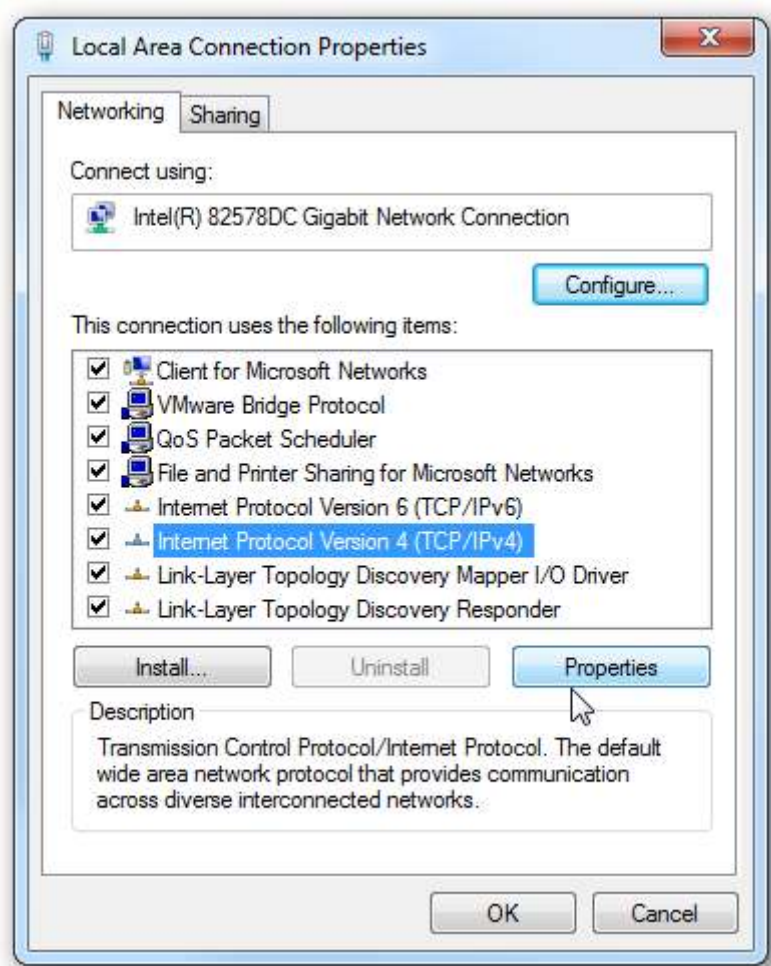 Local Area Connection Properties
Networking
Sharing
Connect using:
Intel(R) 82578DC Gigabit Network Connection
Configure...
This connection uses the following items:
Client for Microsoft Networks
VMware Bridge Protocol
QoS Packet Scheduler
File and Printer Sharing for Microsoft Networks
Internet Protocol Version 6 (TCP/IPv6)
Internet Protocol Version 4 (TCP/IPv4)
Link-Layer Topology Discovery Mapper I/O Driver
Link-Layer Topology Discovery Responder
Install...
Uninstall
Properties
Description
Transmission Control Protocol/Internet Protocol. The default
wide area network protocol that provides communication
across diverse interconnected networks.
OK
Cancel